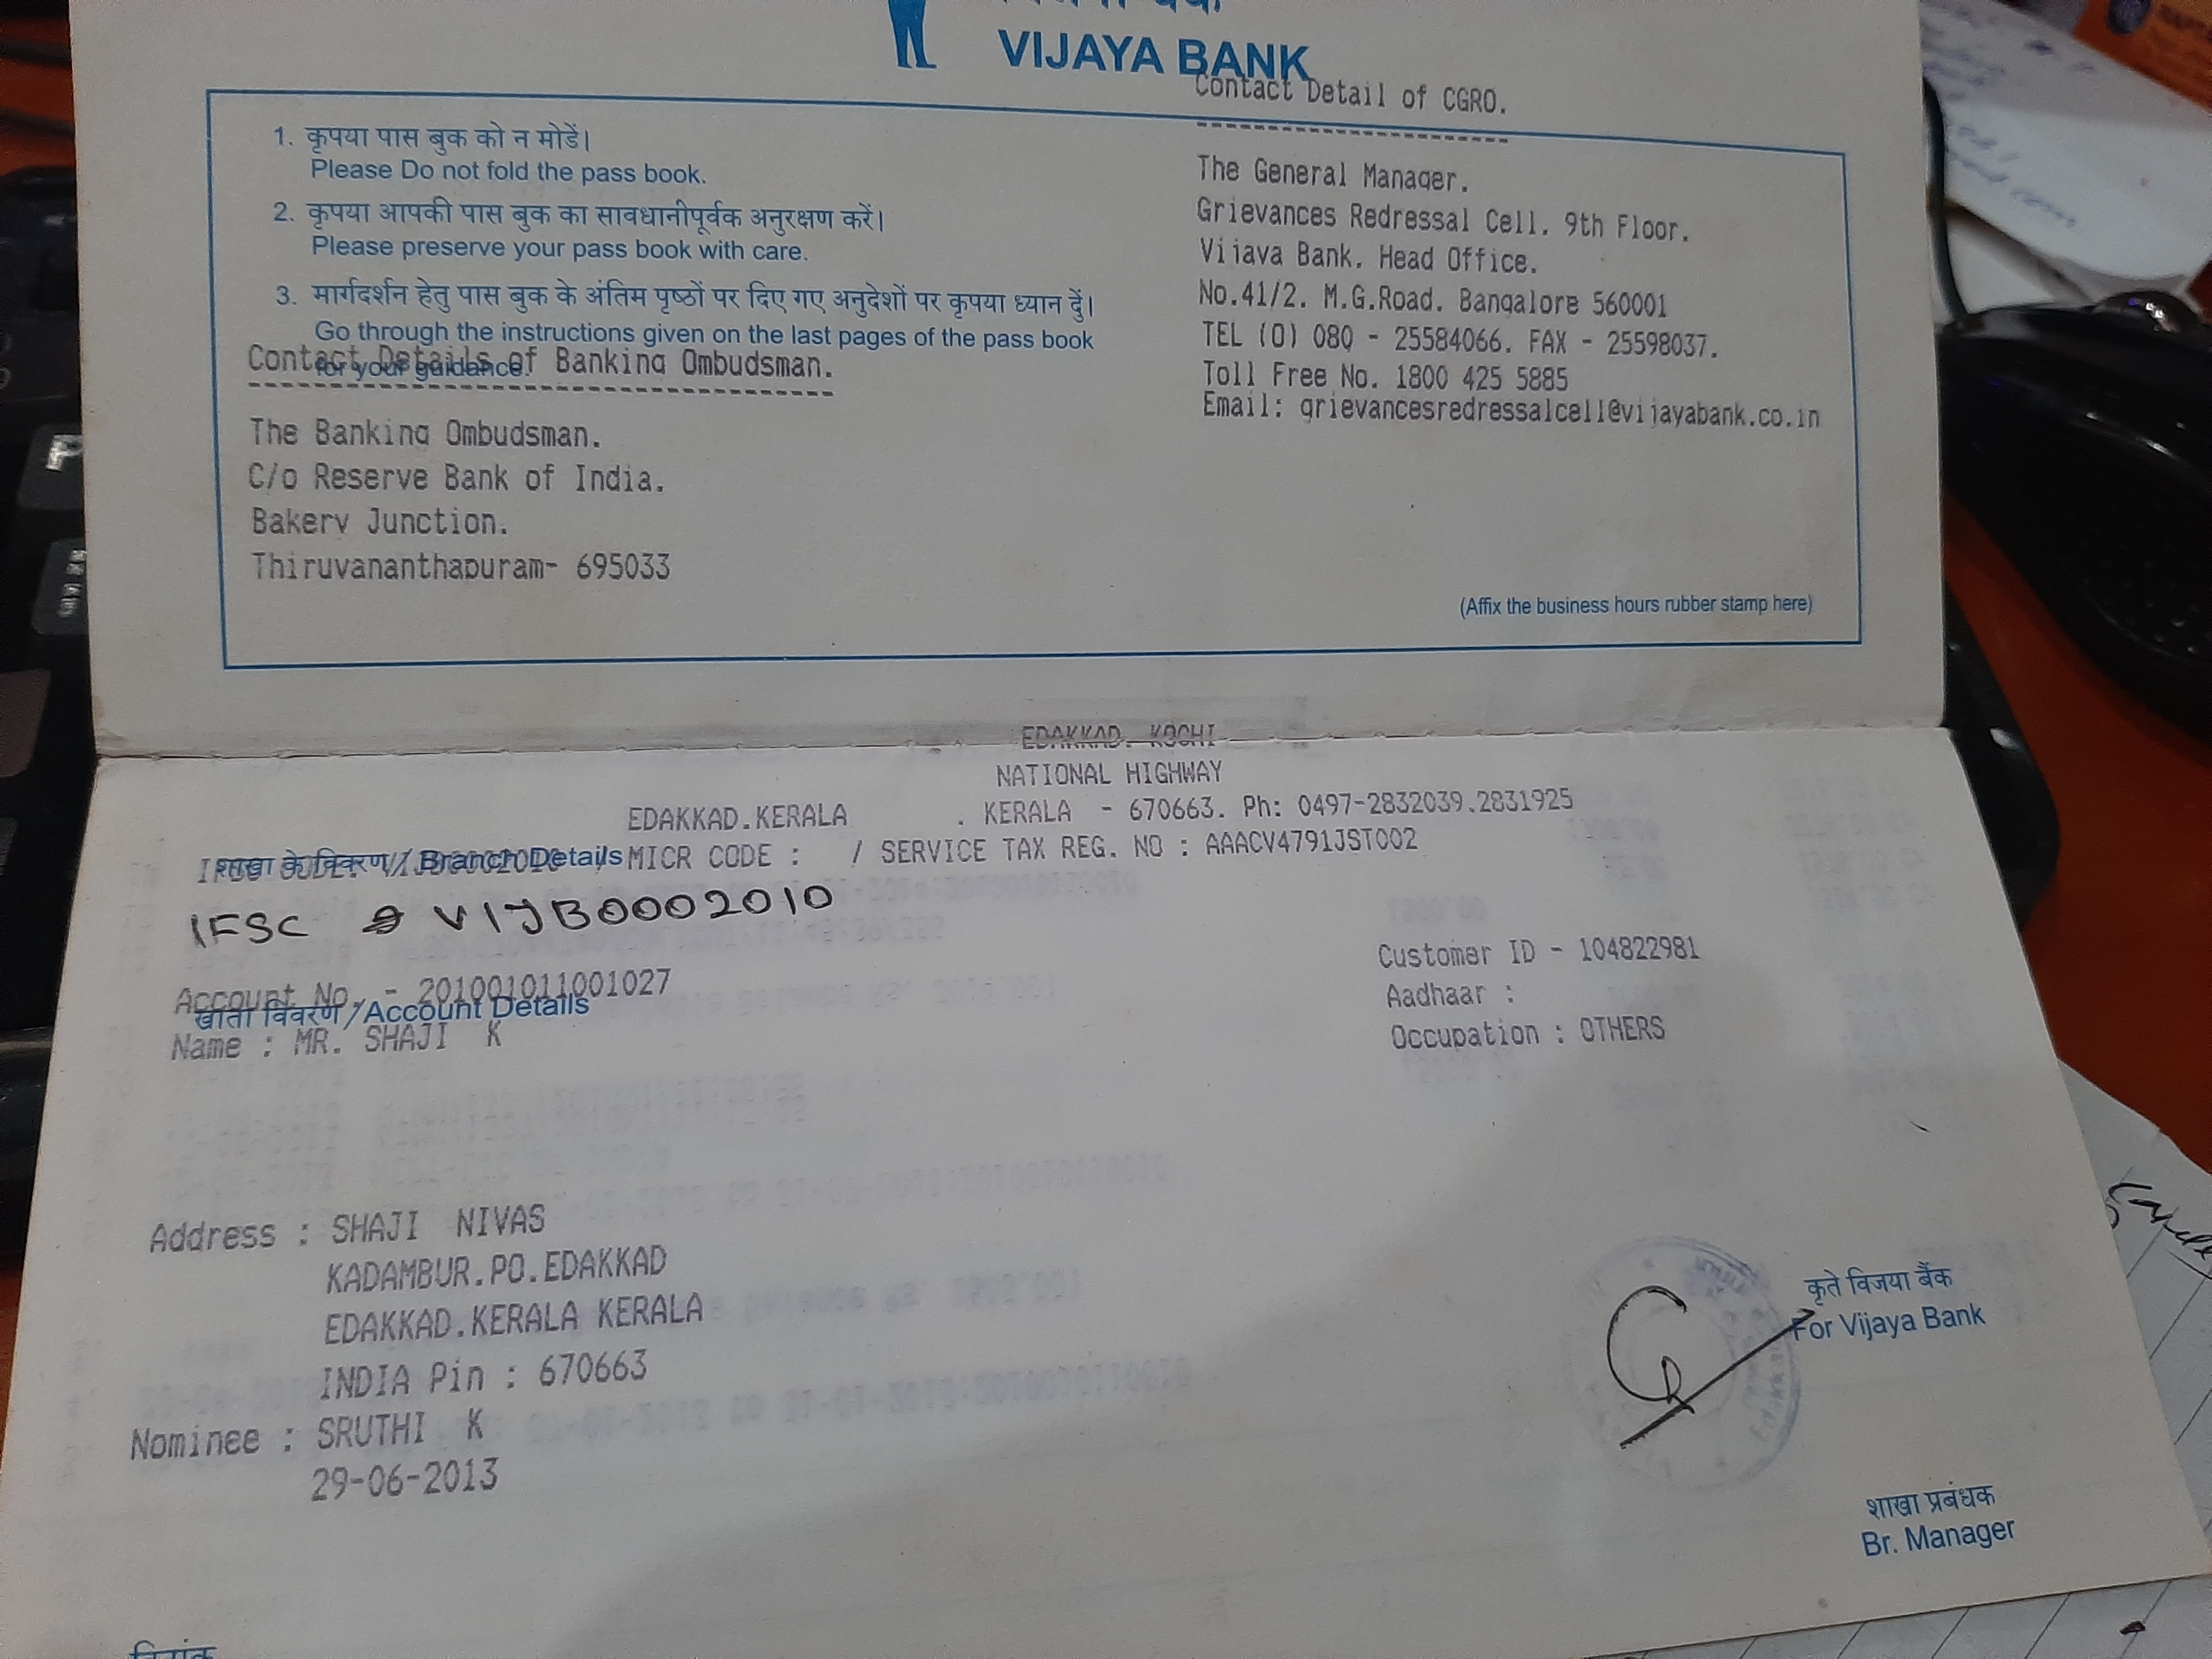 VIJAYA BANK
Contact Detail of CGRO.
1. कृपया पास बुक को न मोडें।
Please Do not fold the pass book.
2. कृपया आपकी पास बुक का सावधानीपूर्वक अनुरक्षण करें।
Please preserve your pass book with care.
3. मार्गदर्शन हेतु पास बुक के अंतिम पृष्ठों पर दिए गए अनुदेशों पर कृपया ध्यान दें।
Go through the instructions given on the last pages of the pass book
for your guidance.
The General Manager.
Grievances Redressal Cell. 9th Floor.
Vijaya Bank. Head Office.
No.41/2. M.G.Road. Bangalore 560001
TEL (O) 080 - 25584066. FAX - 25598037.
Toll Free No. 1800 425 5885
Email: grievancesredressalcell@vijayabank.co.in
Contact Details of Banking Ombudsman.
The Banking Ombudsman.
C/o Reserve Bank of India.
Bakery Junction.
Thiruvananthapuram- 695033
(Affix the business hours rubber stamp here)
EDAKKAD. KOCHI
NATIONAL HIGHWAY
EDAKKAD.KERALA . KERALA - 670663. Ph: 0497-2832039.2831925
शाखा के विवरण / Branch Details
MICR CODE : / SERVICE TAX REG. NO : AAACV4791JST002
IFSC VIJB0002010
Account No. - 201001011001027
खाता विवरण / Account Details
Name : MR. SHAJI K
Customer ID - 104822981
Aadhaar :
Occupation : OTHERS
Address : SHAJI NIVAS
KADAMBUR.PO.EDAKKAD
EDAKKAD.KERALA KERALA
INDIA Pin : 670663
Nominee : SRUTHI K
29-06-2013
कृते विजया बैंक
For Vijaya Bank
शाखा प्रबंधक
Br. Manager